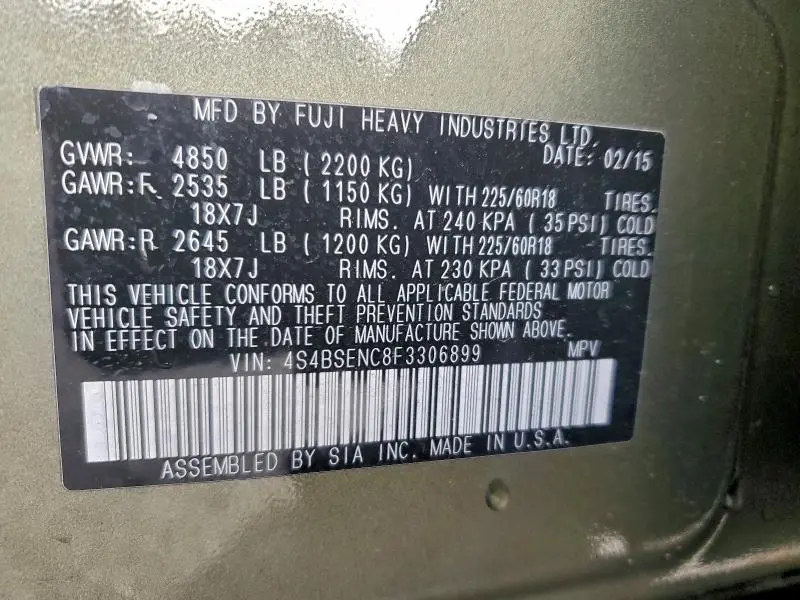 MFD BY FUJI HEAVY INDUSTRIES LTD.
GVWR: 4850 LB ( 2200 KG) DATE: 02/15
GAWR:F 2535 LB ( 1150 KG) WITH 225/60R18 TIRES.
18X7J RIMS. AT 240 KPA ( 35 PSI) COLD
GAWR:R 2645 LB ( 1200 KG) WITH 225/60R18 TIRES.
18X7J RIMS. AT 230 KPA ( 33 PSI) COLD
THIS VEHICLE CONFORMS TO ALL APPLICABLE FEDERAL MOTOR
VEHICLE SAFETY AND THEFT PREVENTION STANDARDS
IN EFFECT ON THE DATE OF MANUFACTURE SHOWN ABOVE.
VIN: 4S4BSENC8F3306899 MPV
ASSEMBLED BY SIA INC. MADE IN U.S.A.